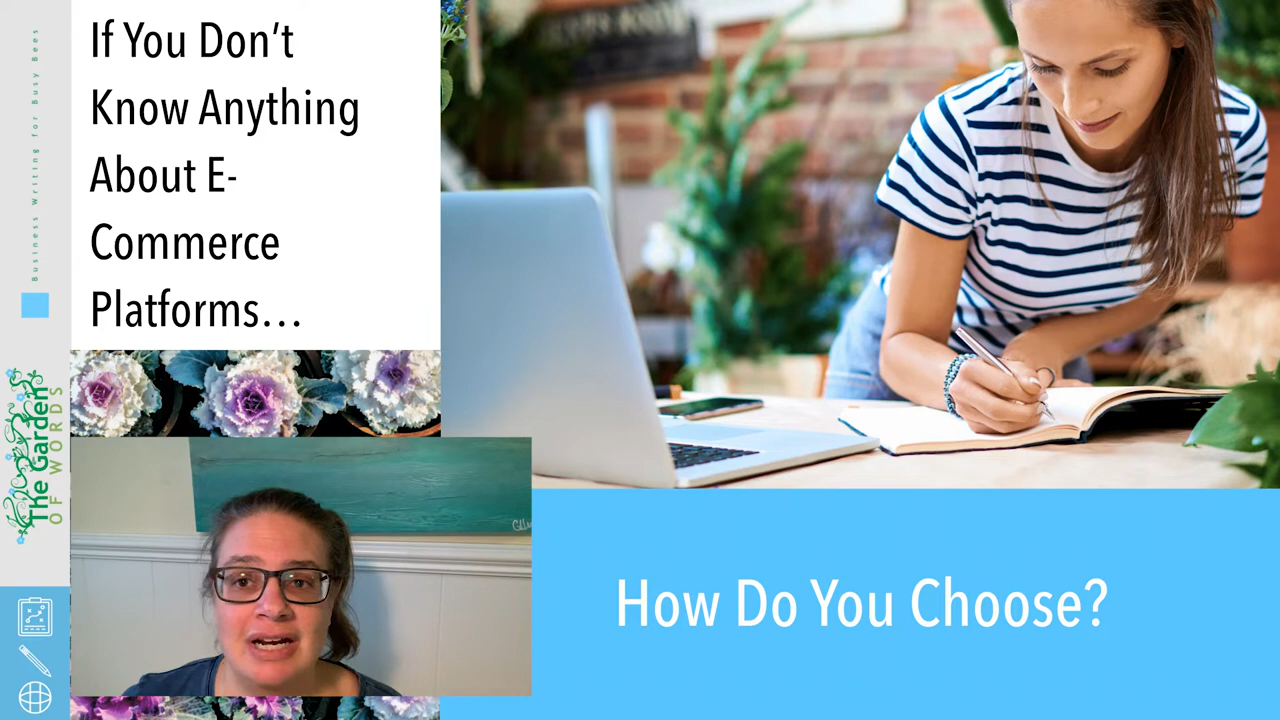 If You Don't
Know Anything
About E-
Commerce
Platforms...
Business Writing for Busy Bees
The Garden
OF WORDS
How Do You Choose?